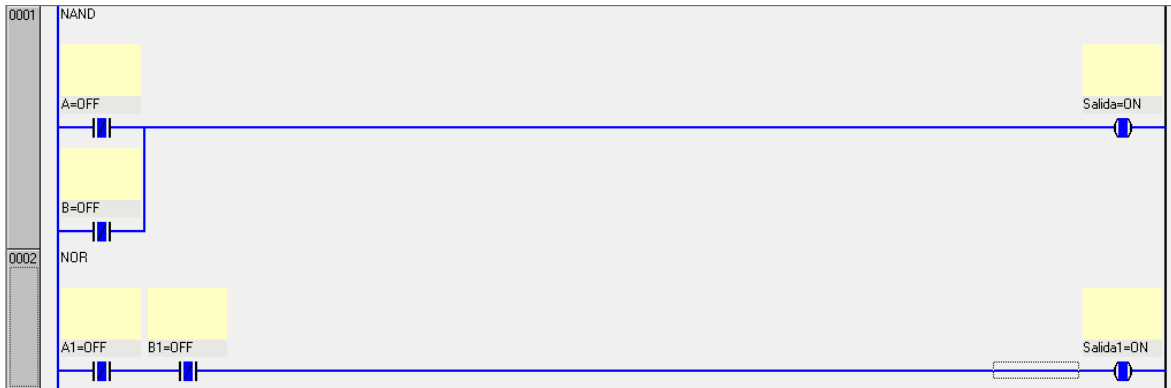 0001 NAND
A=OFF Salida=ON
B=OFF
0002 NOR
A1=OFF B1=OFF Salida1=ON